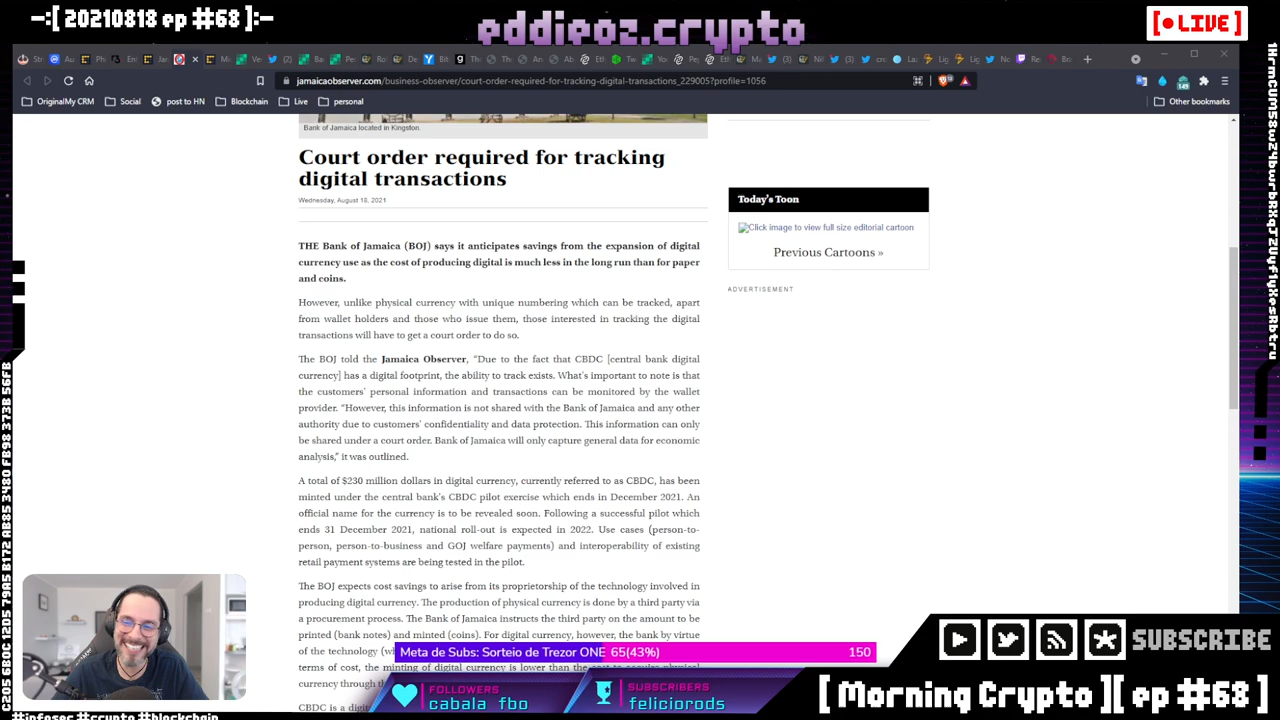 -:[ 20210818 ep #68 ]:-
eddieoz.crypto
[● LIVE]
jamaicaobserver.com/business-observer/court-order-required-for-tracking-digital-transactions_229005?profile=1056
OriginalMy CRM
Social
post to HN
Blockchain
Live
personal
Other bookmarks
Bank of Jamaica located in Kingston.
Court order required for tracking
digital transactions
Wednesday, August 18, 2021
THE Bank of Jamaica (BOJ) says it anticipates savings from the expansion of digital
currency use as the cost of producing digital is much less in the long run than for paper
and coins.
However, unlike physical currency with unique numbering which can be tracked, apart
from wallet holders and those who issue them, those interested in tracking the digital
transactions will have to get a court order to do so.
The BOJ told the Jamaica Observer, “Due to the fact that CBDC [central bank digital
currency] has a digital footprint, the ability to track exists. What’s important to note is that
the customers’ personal information and transactions can be monitored by the wallet
provider. “However, this information is not shared with the Bank of Jamaica and any other
authority due to customers’ confidentiality and data protection. This information can only
be shared under a court order. Bank of Jamaica will only capture general data for economic
analysis,” it was outlined.
A total of $230 million dollars in digital currency, currently referred to as CBDC, has been
minted under the central bank’s CBDC pilot exercise which ends in December 2021. An
official name for the currency is to be revealed soon. Following a successful pilot which
ends 31 December 2021, national roll-out is expected in 2022. Use cases (person-to-
person, person-to-business and GOJ welfare payments) and interoperability of existing
retail payment systems are being tested in the pilot.
The BOJ expects cost savings to arise from its proprietorship of the technology involved in
producing digital currency. The production of physical currency is done by a third party via
a procurement process. The Bank of Jamaica instructs the third party on the amount to be
printed (bank notes) and minted (coins). For digital currency, however, the bank by virtue
of the technology
terms of cost, the minting of digital currency is lower than the cost to acquire physical
currency through
CBDC is a
Today's Toon
Click image to view full size editorial cartoon
Previous Cartoons »
ADVERTISEMENT
Meta de Subs: Sorteio de Trezor ONE 65(43%) 150
FOLLOWERS
cabala_fbo
SUBSCRIBERS
feliciorods
SUBSCRIBE
[ Morning Crypto ][ ep #68 ]
#infosec #crypto #blockchain